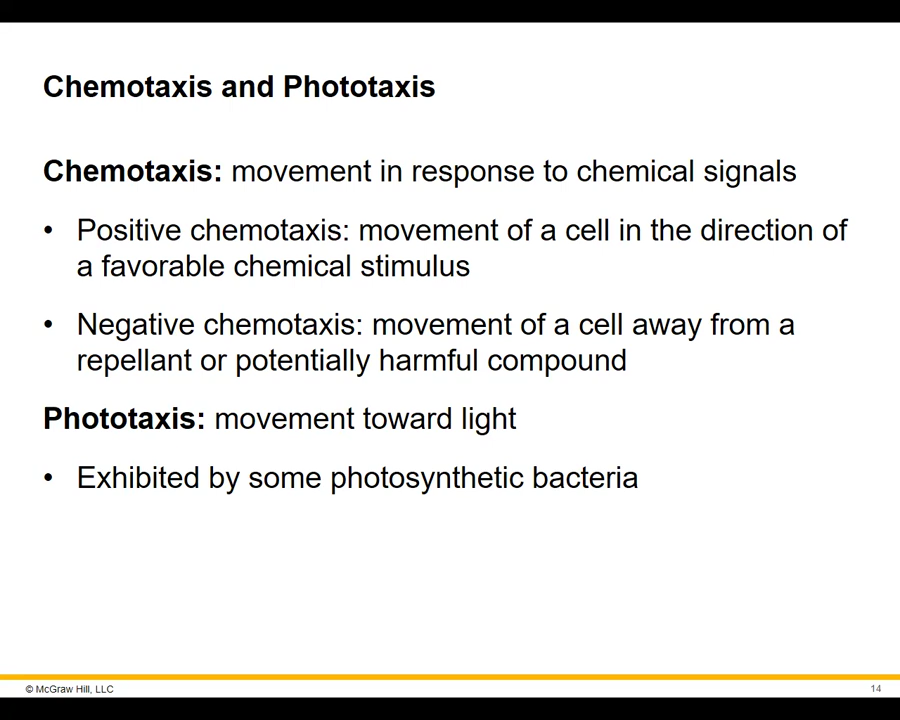 Chemotaxis and Phototaxis
Chemotaxis: movement in response to chemical signals
• Positive chemotaxis: movement of a cell in the direction of
a favorable chemical stimulus
• Negative chemotaxis: movement of a cell away from a
repellant or potentially harmful compound
Phototaxis: movement toward light
• Exhibited by some photosynthetic bacteria
© McGraw Hill, LLC
14